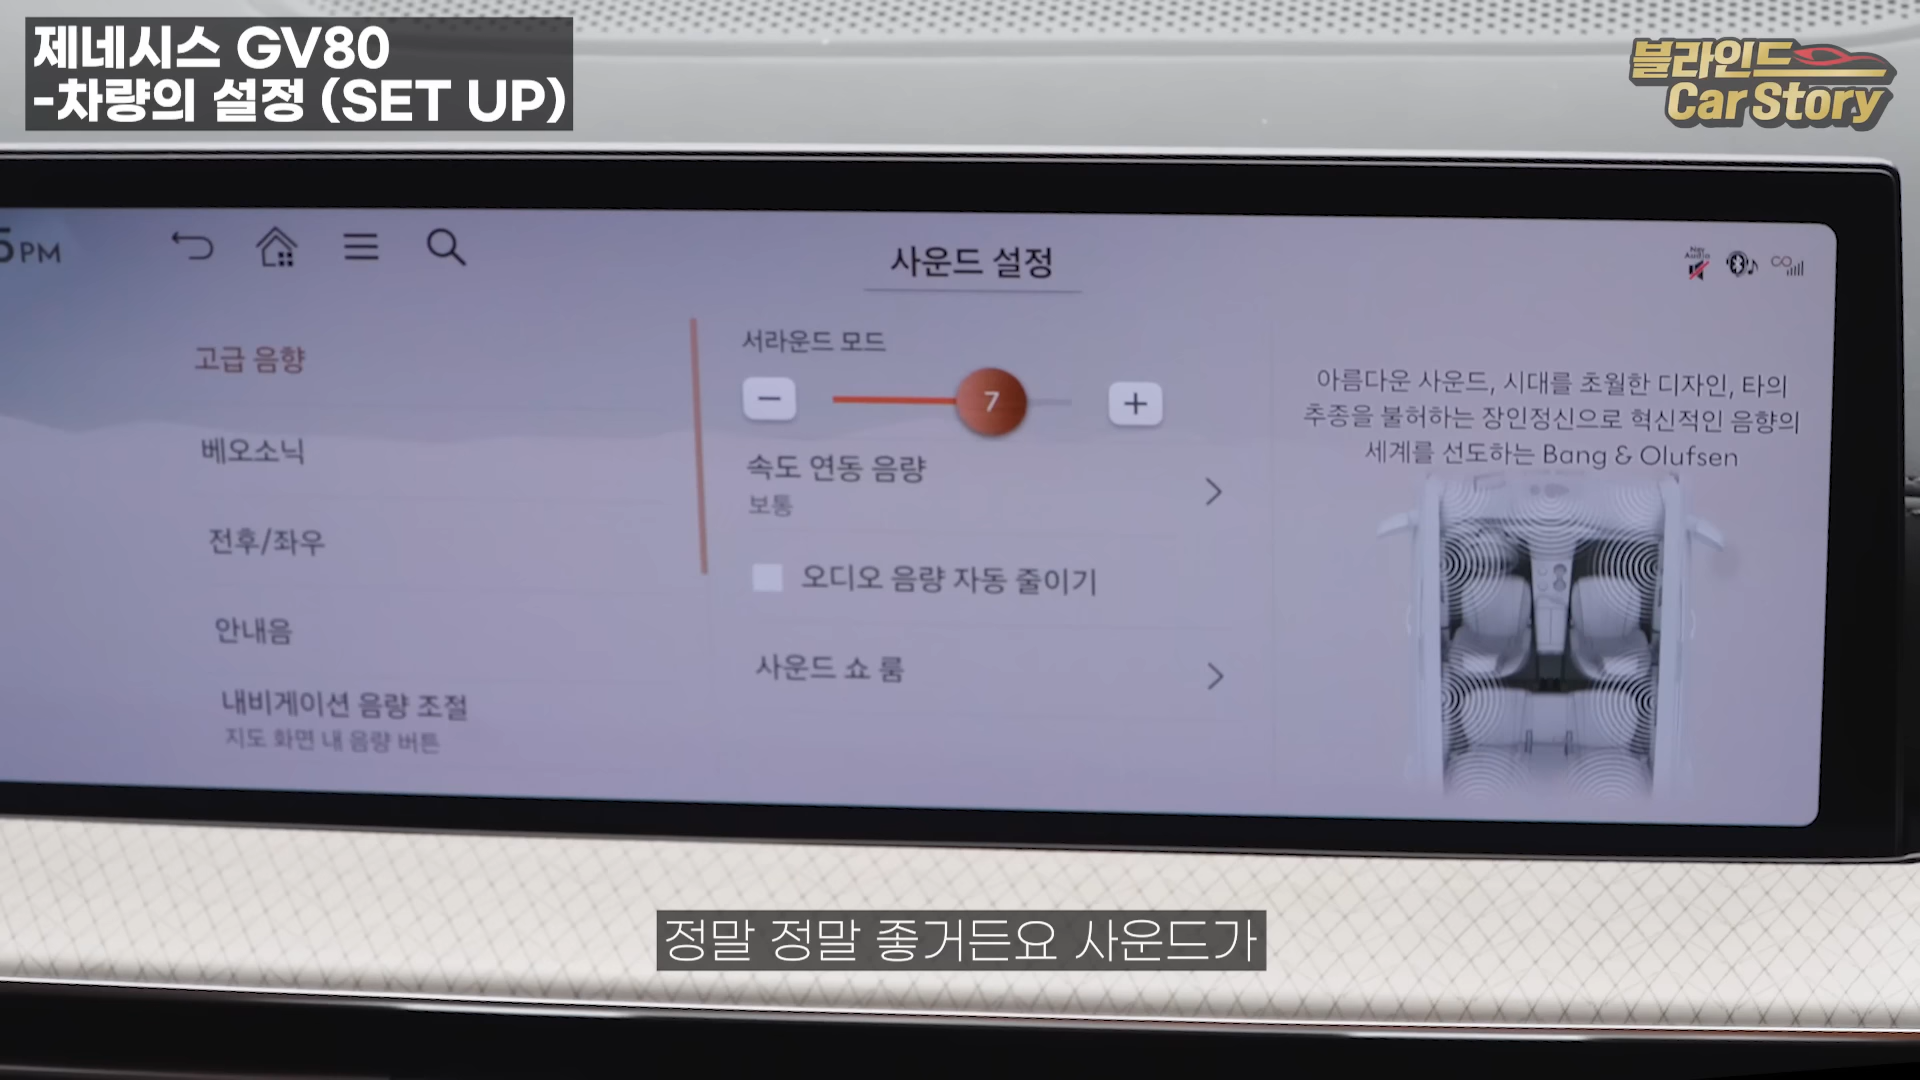 제네시스 GV80
-차량의 설정 (SET UP)
블라인드
Car Story
5 PM
사운드 설정
Nav
Audio
고급 음향
베오소닉
전후/좌우
안내음
내비게이션 음량 조절
지도 화면 내 음량 버튼
서라운드 모드
7
속도 연동 음량
보통
오디오 음량 자동 줄이기
사운드 쇼 룸
아름다운 사운드, 시대를 초월한 디자인, 타의
추종을 불허하는 장인정신으로 혁신적인 음향의
세계를 선도하는 Bang & Olufsen
정말 정말 좋거든요 사운드가